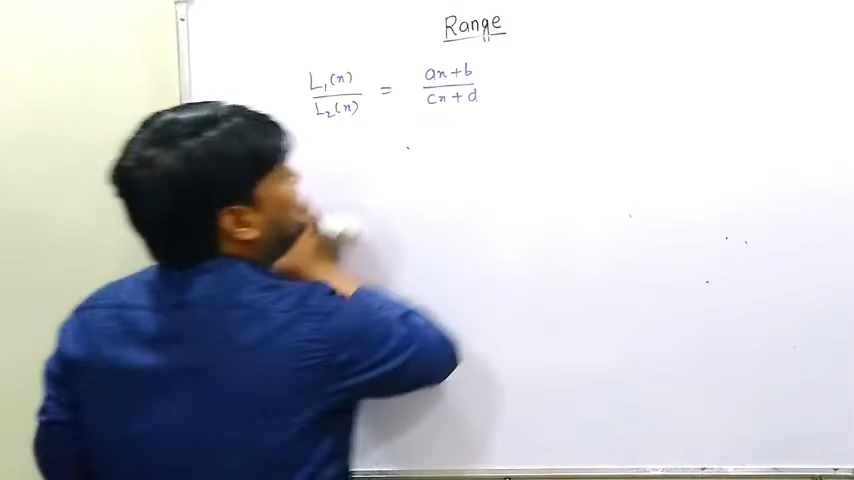 Range
L₁(x)/L₂(x) = ax+b/cx+d